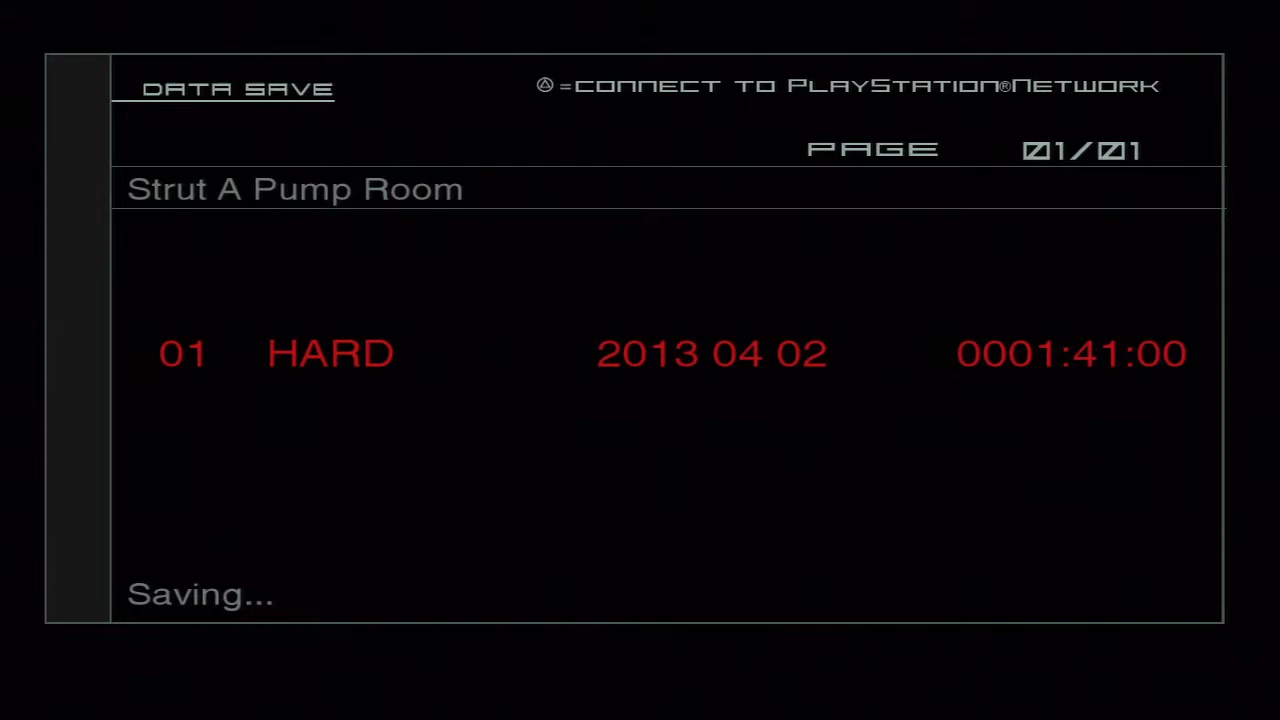 DATA SAVE
Ⓐ=CONNECT TO PLAYSTATION®NETWORK
PAGE 01/01
Strut A Pump Room
01 HARD 2013 04 02 0001:41:00
Saving...